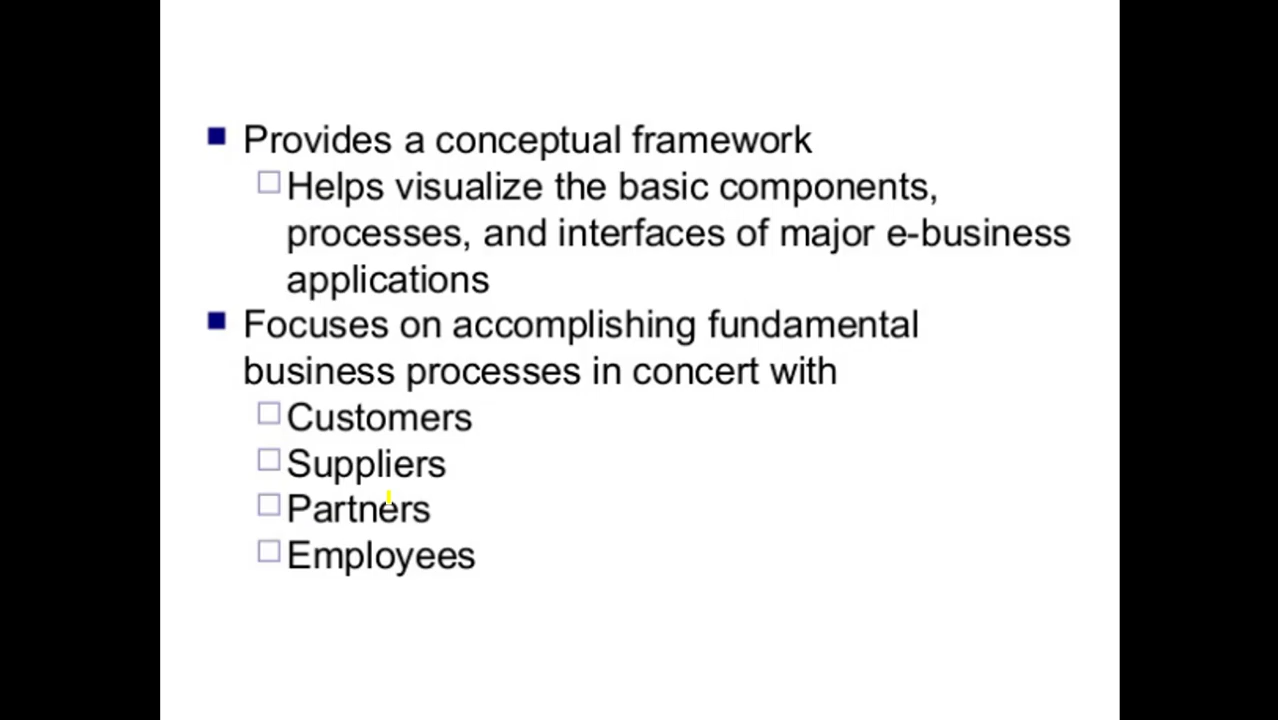 Provides a conceptual framework
Helps visualize the basic components,
processes, and interfaces of major e-business
applications
Focuses on accomplishing fundamental
business processes in concert with
Customers
Suppliers
Partners
Employees